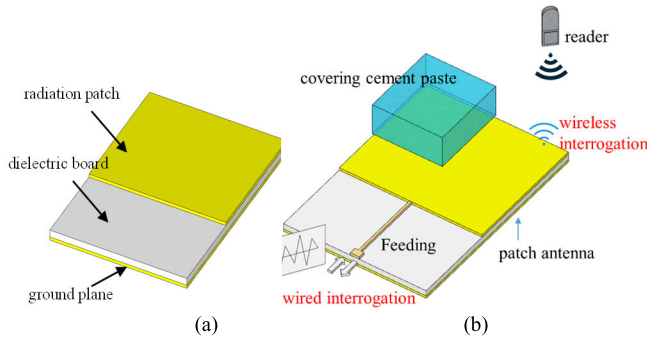 radiation patch
dielectric board
ground plane
(a)
reader
covering cement paste
wireless
interrogation
Feeding
patch antenna
wired interrogation
(b)